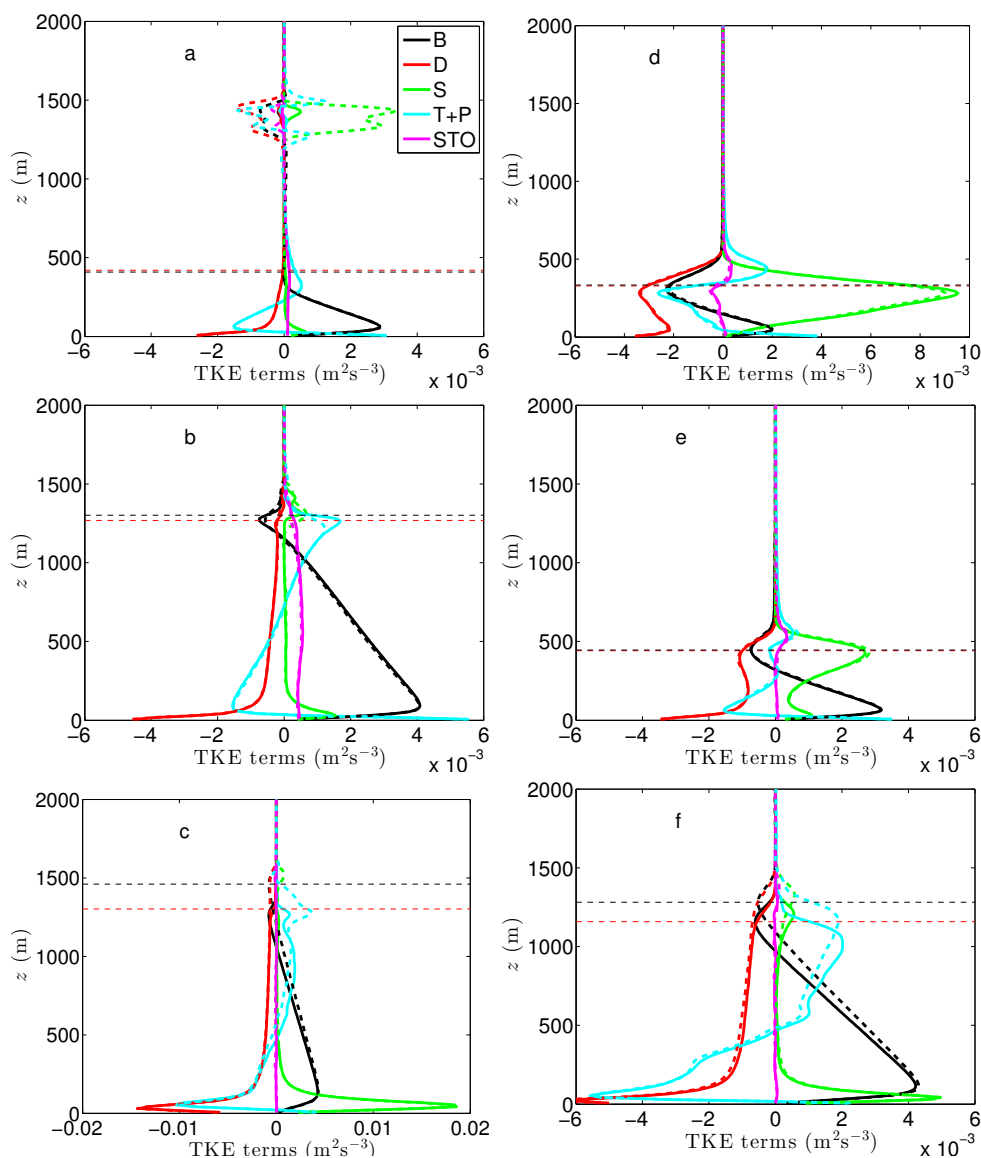 2000
1500
1000
500
0
z (m)
a
B
D
S
T+P
STO
−6 −4 −2 0 2 4 6
TKE terms (m²s⁻³)
x 10⁻³
2000
1500
1000
500
0
z (m)
d
−6 −4 −2 0 2 4 6 8 10
TKE terms (m²s⁻³)
x 10⁻³
2000
1500
1000
500
0
z (m)
b
−6 −4 −2 0 2 4 6
TKE terms (m²s⁻³)
x 10⁻³
2000
1500
1000
500
0
z (m)
e
−6 −4 −2 0 2 4 6
TKE terms (m²s⁻³)
x 10⁻³
2000
1500
1000
500
0
z (m)
c
−0.02 −0.01 0 0.01 0.02
TKE terms (m²s⁻³)
2000
1500
1000
500
0
z (m)
f
−6 −4 −2 0 2 4 6
TKE terms (m²s⁻³)
x 10⁻³